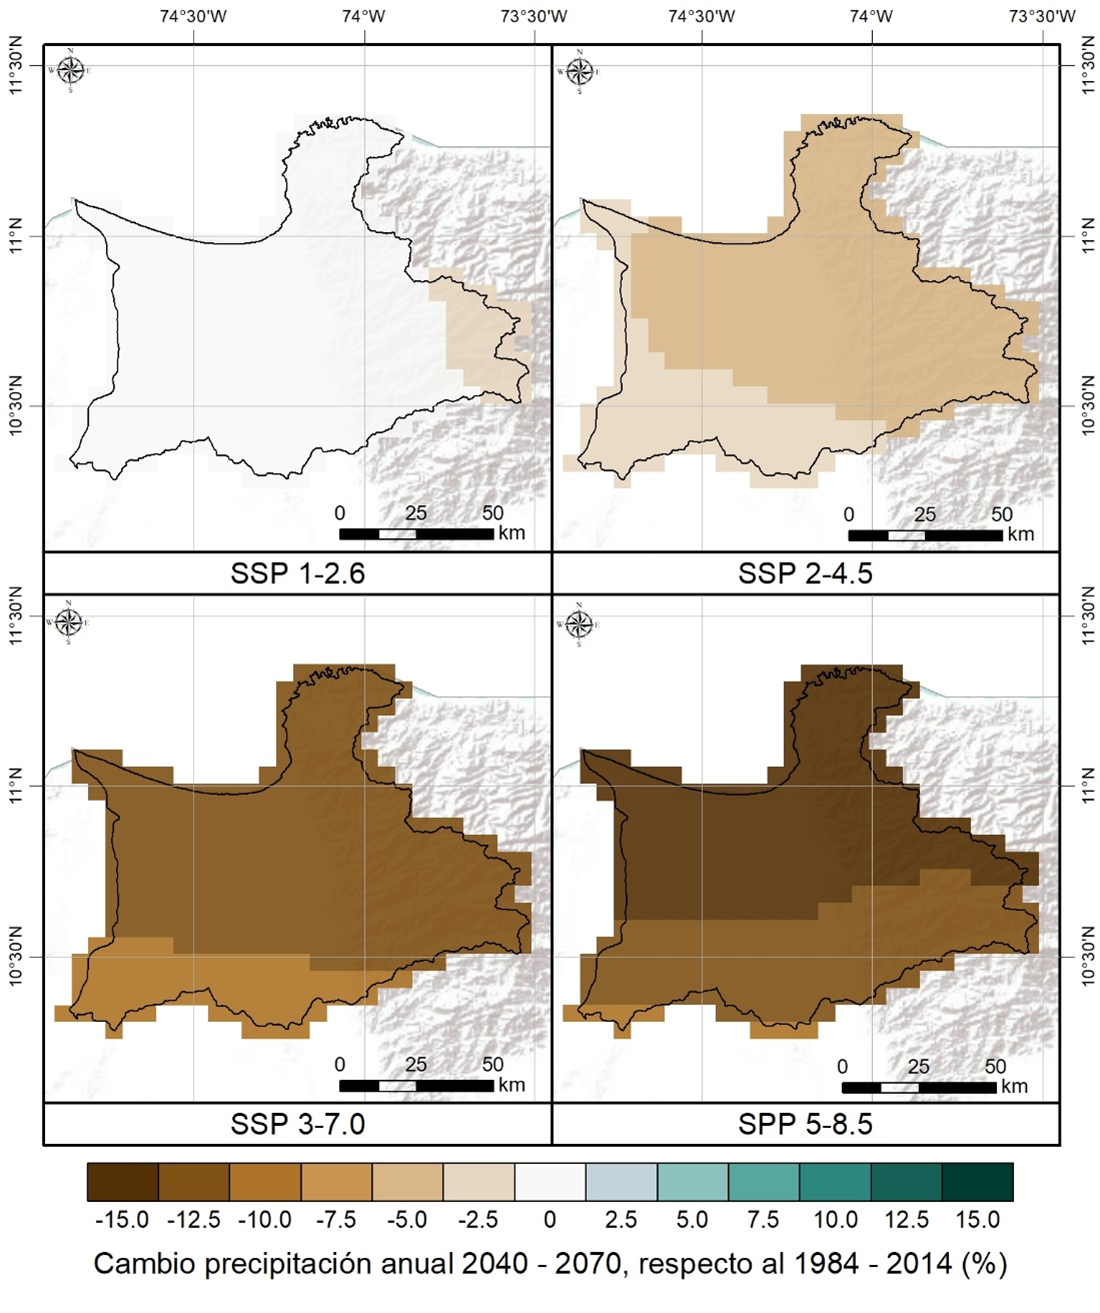 74°30'W 74°W 73°30'W 74°30'W 74°W 73°30'W
11°30'N 11°30'N
N N
W E W E
S S
11°N 11°N
10°30'N 10°30'N
0 25 50 0 25 50
km km
SSP 1-2.6 SSP 2-4.5
11°30'N 11°30'N
N N
W E W E
S S
11°N 11°N
10°30'N 10°30'N
0 25 50 0 25 50
km km
SSP 3-7.0 SPP 5-8.5
-15.0 -12.5 -10.0 -7.5 -5.0 -2.5 0 2.5 5.0 7.5 10.0 12.5 15.0
Cambio precipitación anual 2040 - 2070, respecto al 1984 - 2014 (%)